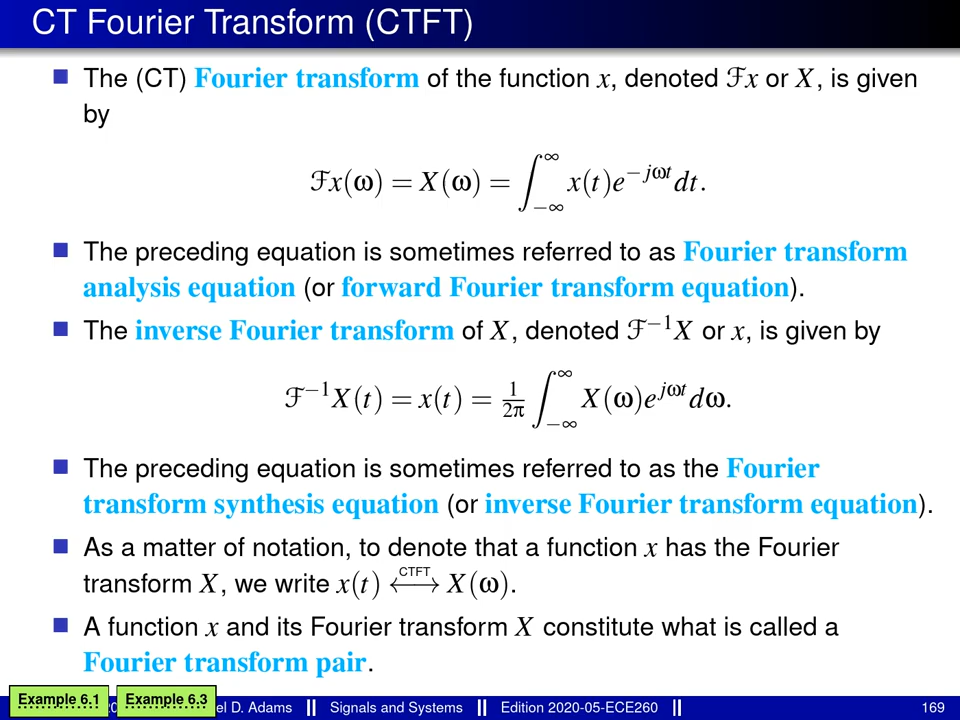 CT Fourier Transform (CTFT)
The (CT) Fourier transform of the function x, denoted ℱx or X, is given
by
ℱx(ω) = X(ω) = ∫_{−∞}^{∞} x(t)e^{−jωt} dt.
The preceding equation is sometimes referred to as Fourier transform
analysis equation (or forward Fourier transform equation).
The inverse Fourier transform of X, denoted ℱ^{−1}X or x, is given by
ℱ^{−1}X(t) = x(t) = \frac{1}{2π} ∫_{−∞}^{∞} X(ω)e^{jωt} dω.
The preceding equation is sometimes referred to as the Fourier
transform synthesis equation (or inverse Fourier transform equation).
As a matter of notation, to denote that a function x has the Fourier
transform X, we write x(t) ⟷^{CTFT} X(ω).
A function x and its Fourier transform X constitute what is called a
Fourier transform pair.
Example 6.1 Example 6.3 D. Adams Signals and Systems Edition 2020-05-ECE260 169